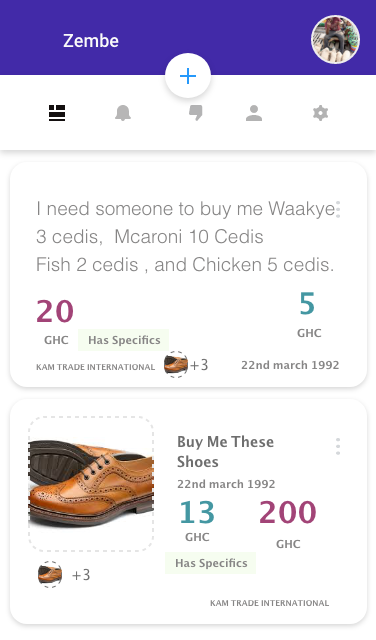 Zembe
I need someone to buy me Waakye
3 cedis, Mcaroni 10 Cedis
Fish 2 cedis , and Chicken 5 cedis.
20
GHC
Has Specifics
5
GHC
KAM TRADE INTERNATIONAL
+3
22nd march 1992
Buy Me These
Shoes
22nd march 1992
13
GHC
200
GHC
Has Specifics
+3
KAM TRADE INTERNATIONAL